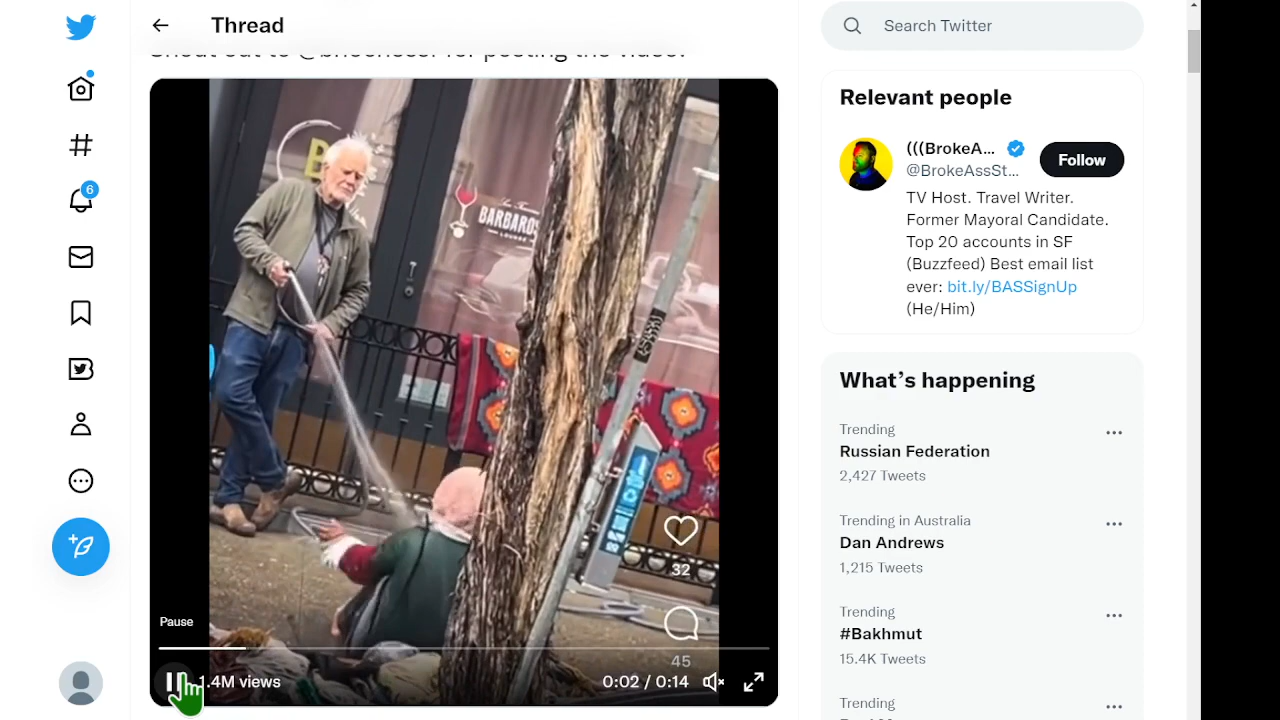 Thread
Search Twitter
Relevant people
(((BrokeA...
@BrokeAssSt...
Follow
TV Host. Travel Writer.
Former Mayoral Candidate.
Top 20 accounts in SF
(Buzzfeed) Best email list
ever: bit.ly/BASSignUp
(He/Him)
What's happening
Trending
Russian Federation
2,427 Tweets
Trending in Australia
Dan Andrews
1,215 Tweets
Trending
#Bakhmut
15.4K Tweets
Trending
6
BARBARO
LOUNGE
32
45
Pause
1.4M views
0:02 / 0:14